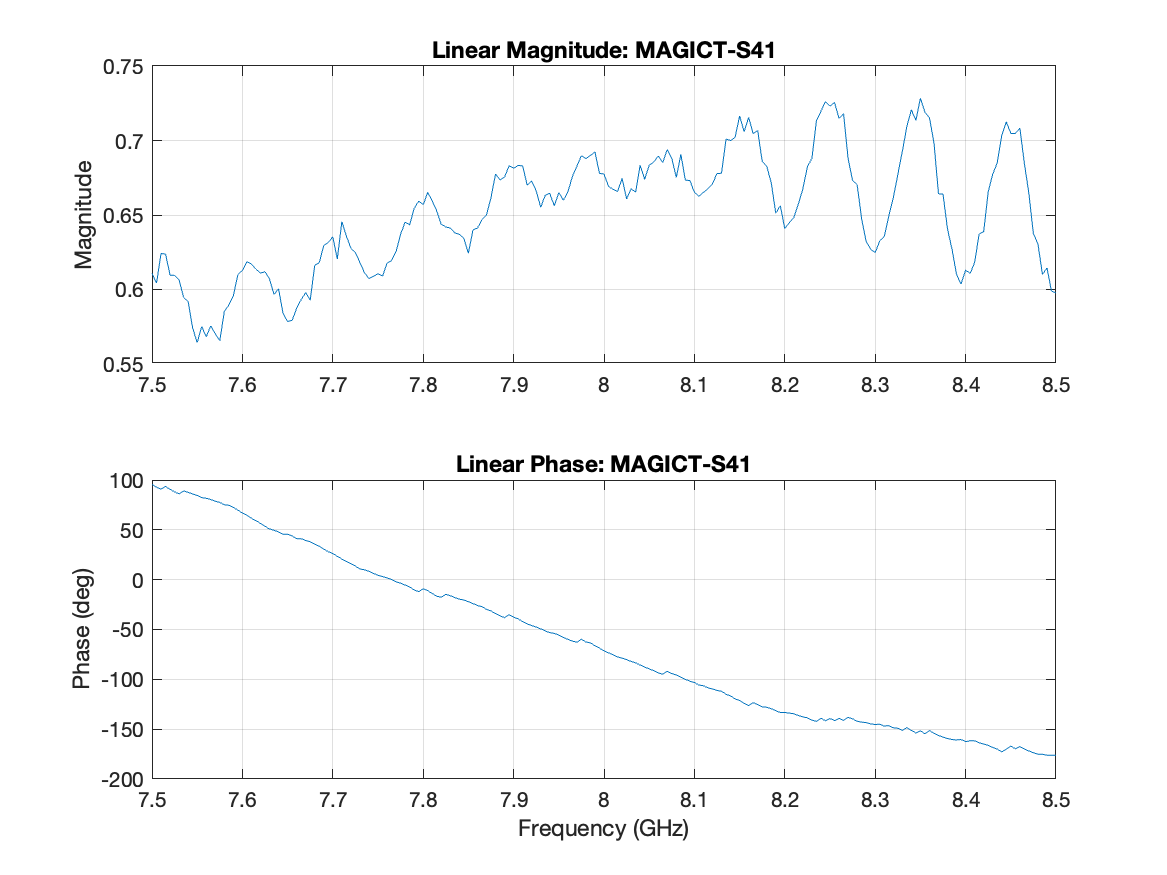 Linear Magnitude: MAGICT-S41
0.75
0.7
0.65
0.6
0.55
Magnitude
7.5 7.6 7.7 7.8 7.9 8 8.1 8.2 8.3 8.4 8.5
Linear Phase: MAGICT-S41
100
50
0
-50
-100
-150
-200
Phase (deg)
7.5 7.6 7.7 7.8 7.9 8 8.1 8.2 8.3 8.4 8.5
Frequency (GHz)